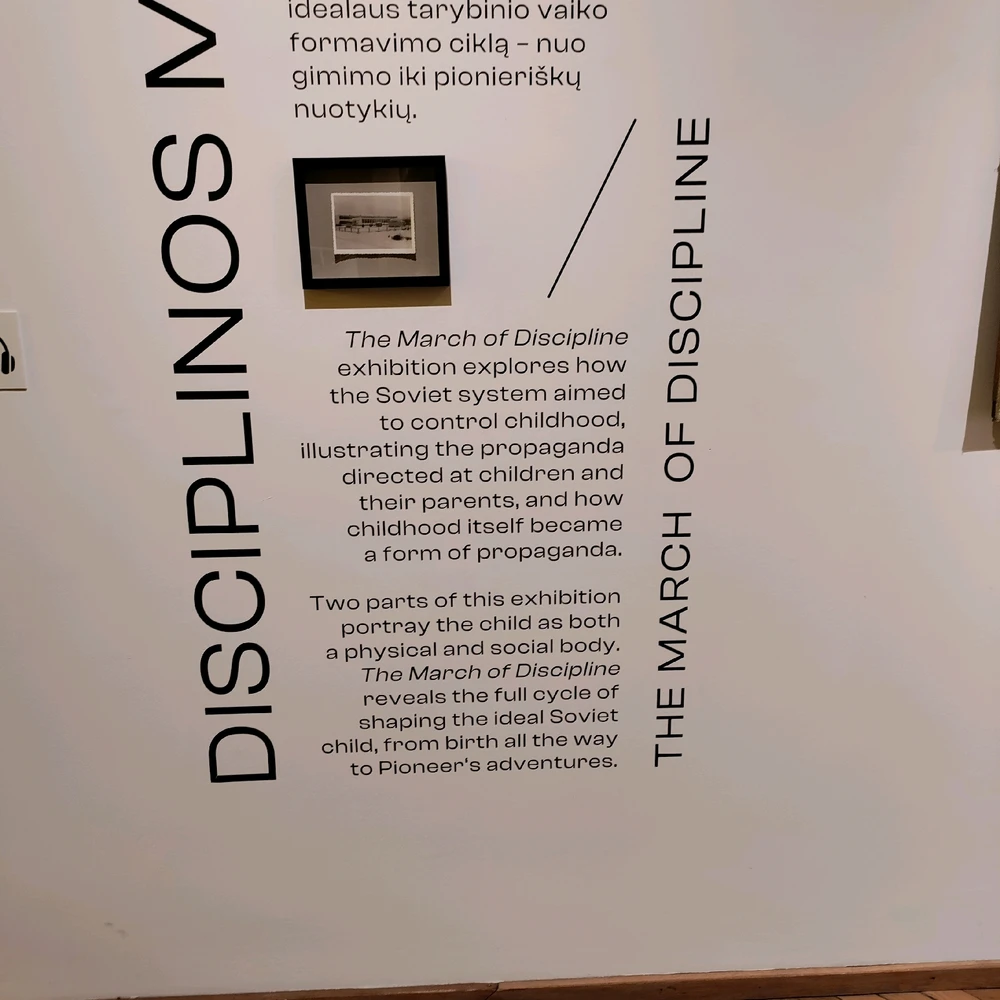 DISCIPLINOS M
idealaus tarybinio vaiko
formavimo ciklą – nuo
gimimo iki pionieriškų
nuotykių.
THE MARCH OF DISCIPLINE
The March of Discipline
exhibition explores how
the Soviet system aimed
to control childhood,
illustrating the propaganda
directed at children and
their parents, and how
childhood itself became
a form of propaganda.
Two parts of this exhibition
portray the child as both
a physical and social body.
The March of Discipline
reveals the full cycle of
shaping the ideal Soviet
child, from birth all the way
to Pioneer‘s adventures.